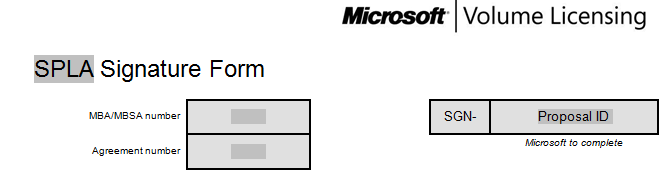 Microsoft | Volume Licensing
SPLA Signature Form
MBA/MBSA number
SGN- Proposal ID
Agreement number
Microsoft to complete